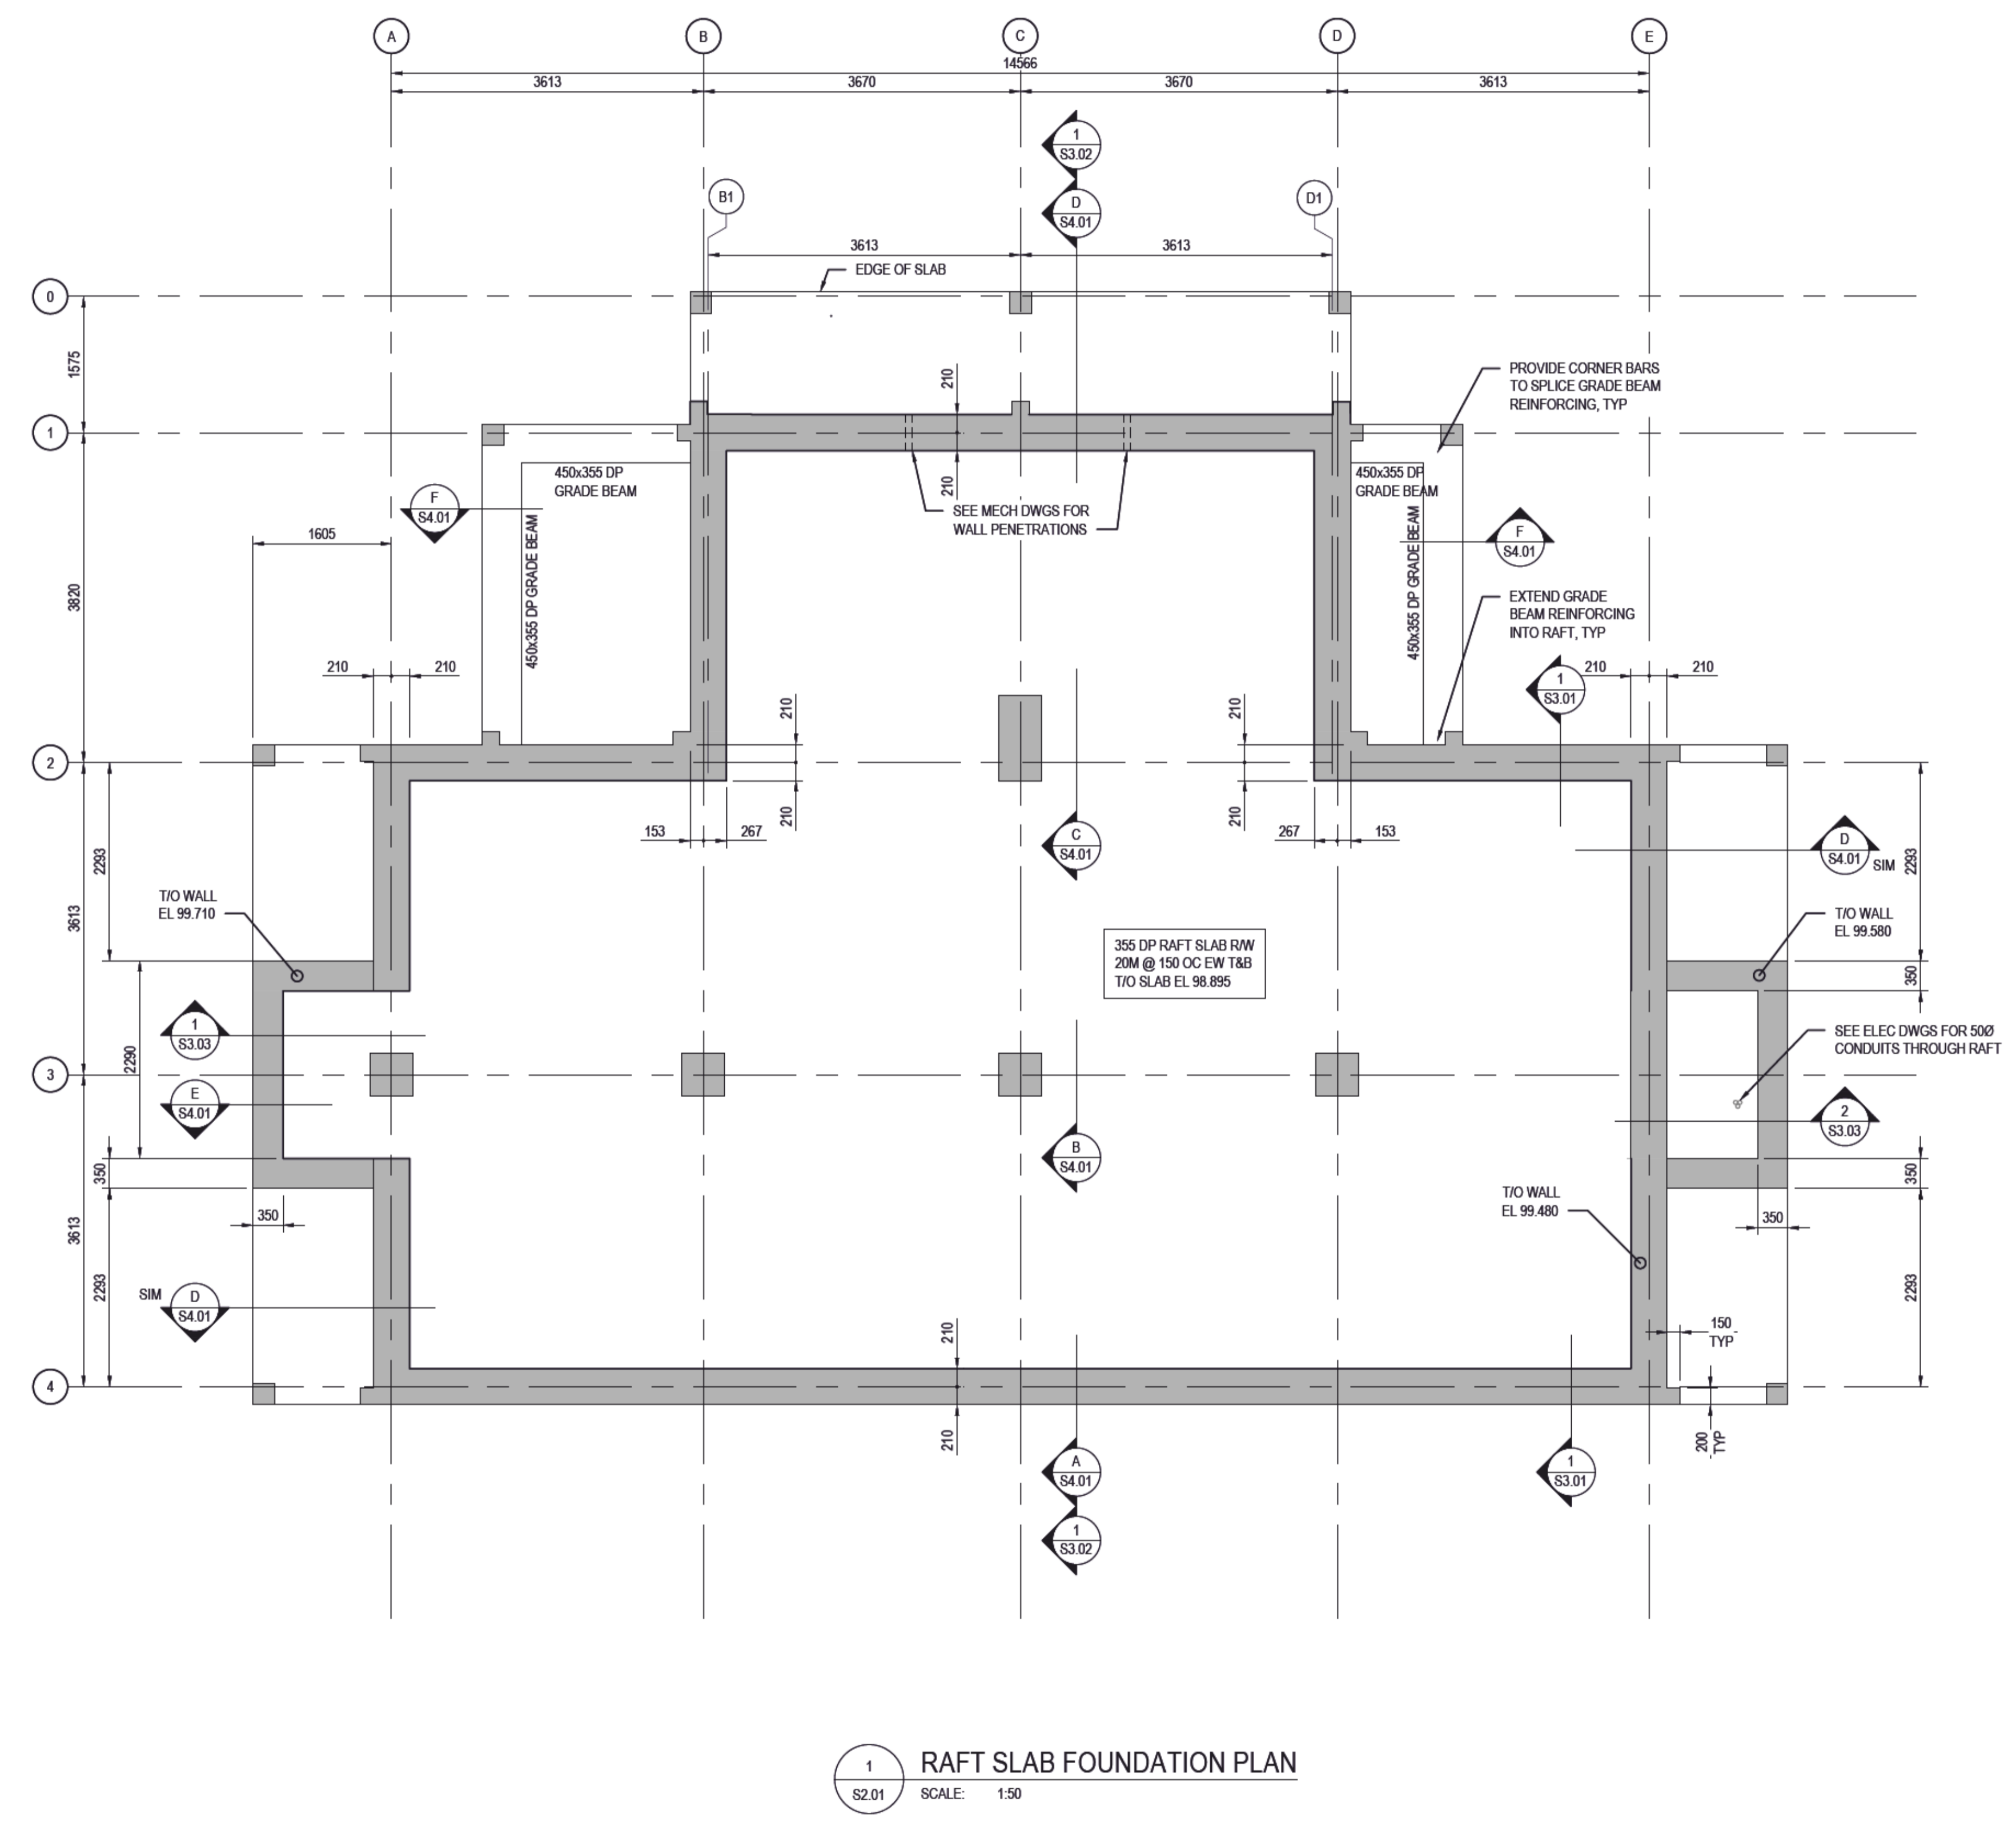 A
B
C
D
E
14566
3613
3670
3670
3613
1
S3.02
B1
D
S4.01
D1
3613
3613
EDGE OF SLAB
0
1575
210
PROVIDE CORNER BARS
TO SPLICE GRADE BEAM
REINFORCING, TYP
1
450x355 DP
GRADE BEAM
450x355 DP
GRADE BEAM
210
F
S4.01
SEE MECH DWGS FOR
WALL PENETRATIONS
1605
450x355 DP GRADE BEAM
450x355 DP GRADE BEAM
F
S4.01
3820
EXTEND GRADE
BEAM REINFORCING
INTO RAFT, TYP
210
210
210
210
1
S3.01
210
210
2
210
210
153
267
267
153
C
S4.01
D
S4.01
SIM
2293
2293
3613
T/O WALL
EL 99.710
T/O WALL
EL 99.580
355 DP RAFT SLAB R/W
20M @ 150 OC EW T&B
T/O SLAB EL 98.895
350
1
S3.03
2290
SEE ELEC DWGS FOR 50Ø
CONDUITS THROUGH RAFT
3
E
S4.01
2
S3.03
B
S4.01
350
350
T/O WALL
EL 99.480
350
350
3613
2293
SIM
D
S4.01
2293
210
150
TYP
4
210
200
TYP
A
S4.01
1
S3.01
1
S3.02
1
S2.01
RAFT SLAB FOUNDATION PLAN
SCALE: 1:50